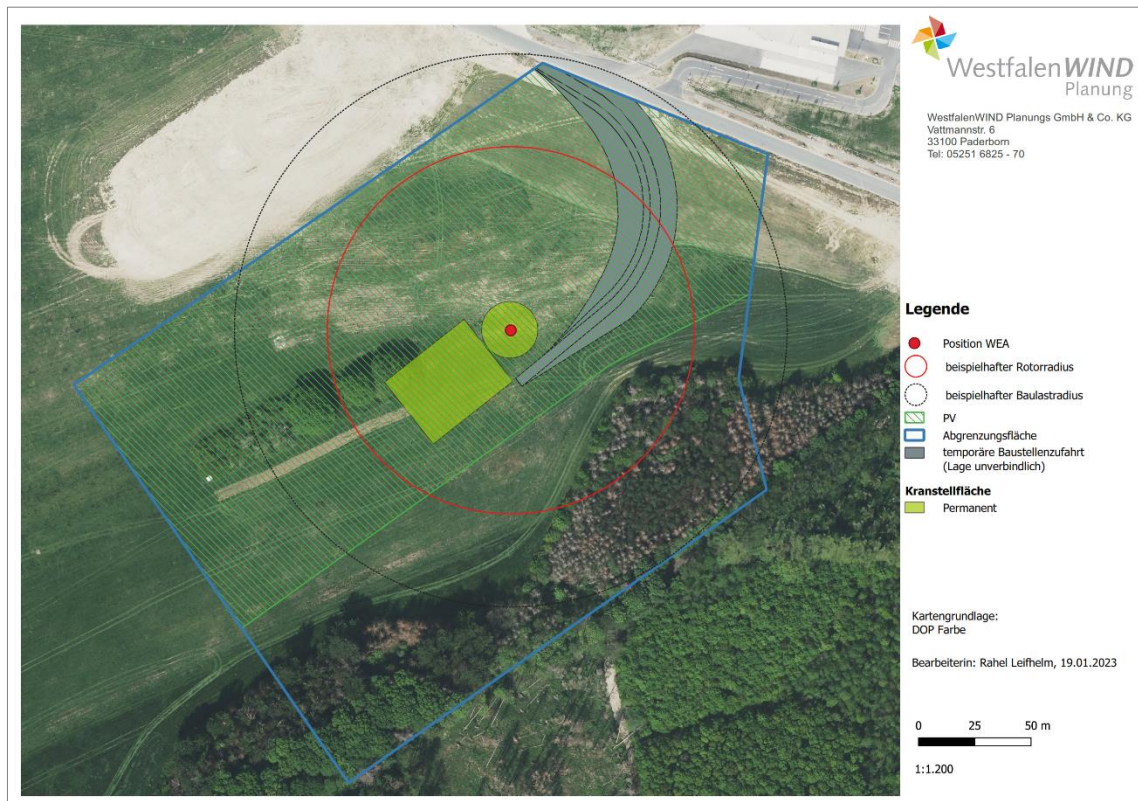 WestfalenWIND
Planung
WestfalenWIND Planungs GmbH & Co. KG
Vattmannstr. 6
33100 Paderborn
Tel: 05251 6825 - 70
Legende
Position WEA
beispielhafter Rotorradius
beispielhafter Baulastradius
PV
Abgrenzungsfläche
temporäre Baustellenzufahrt
(Lage unverbindlich)
Kranstellfläche
Permanent
Kartengrundlage:
DOP Farbe
Bearbeiterin: Rahel Leifhelm, 19.01.2023
0 25 50 m
1:1.200